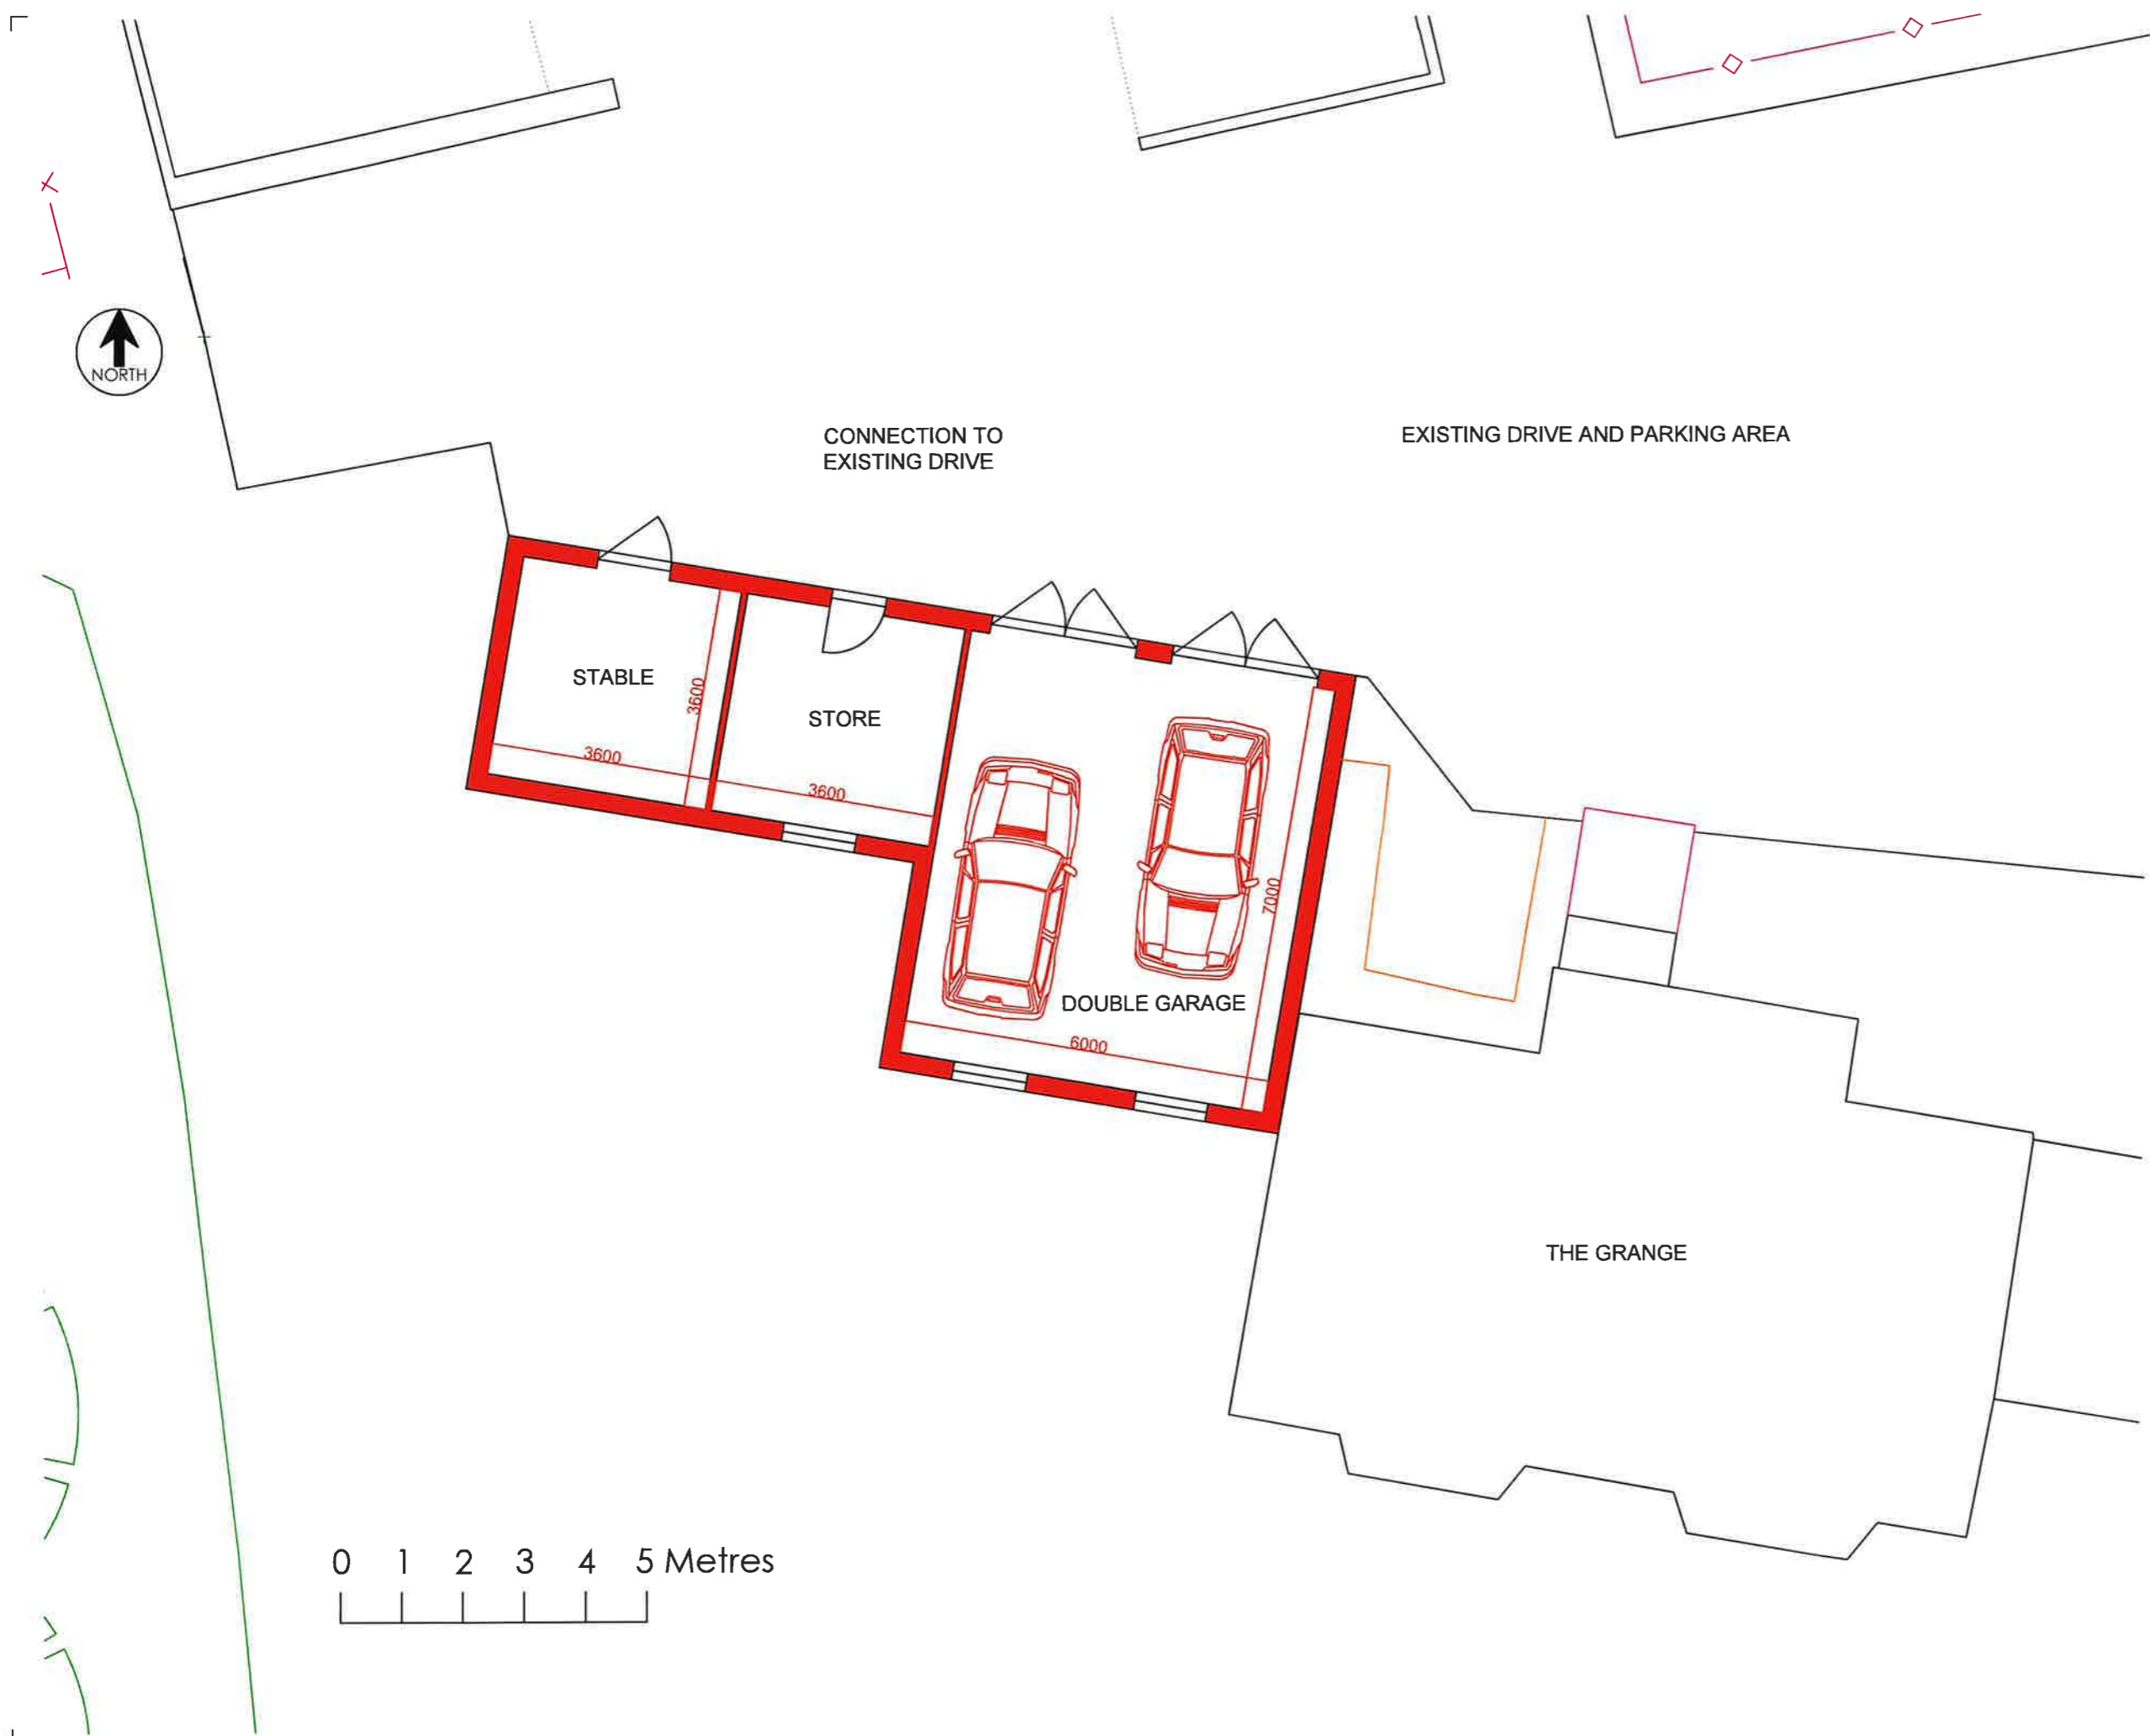 NORTH
CONNECTION TO
EXISTING DRIVE
EXISTING DRIVE AND PARKING AREA
STABLE
3600
STORE
3600
3600
7000
DOUBLE GARAGE
6000
THE GRANGE
0 1 2 3 4 5 Metres